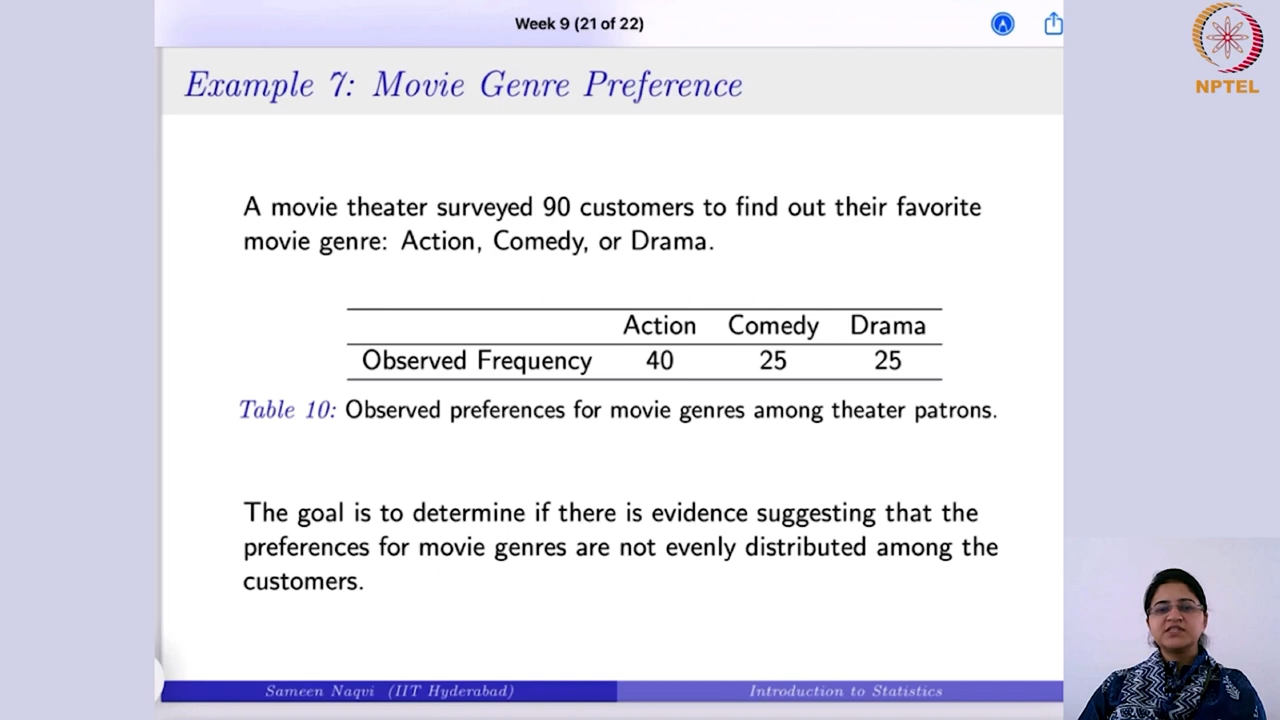 Week 9 (21 of 22)
NPTEL
Example 7: Movie Genre Preference
A movie theater surveyed 90 customers to find out their favorite
movie genre: Action, Comedy, or Drama.
Action Comedy Drama
Observed Frequency 40 25 25
Table 10: Observed preferences for movie genres among theater patrons.
The goal is to determine if there is evidence suggesting that the
preferences for movie genres are not evenly distributed among the
customers.
Sameen Naqvi (IIT Hyderabad) Introduction to Statistics